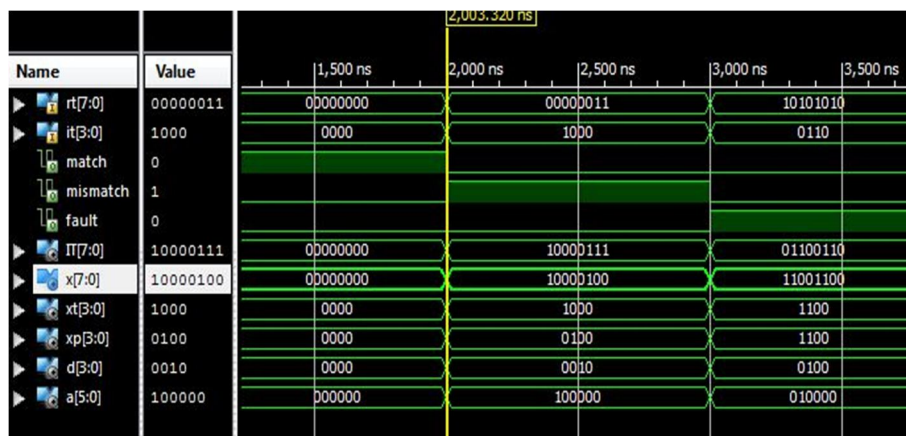 2,003.320 ns
Name Value 1,500 ns 2,000 ns 2,500 ns 3,000 ns 3,500 ns
rt[7:0] 00000011 00000000 00000011 10101010
it[3:0] 1000 0000 1000 0110
match 0
mismatch 1
fault 0
IT[7:0] 10000111 00000000 10000111 01100110
x[7:0] 10000100 00000000 10000100 11001100
xt[3:0] 1000 0000 1000 1100
xp[3:0] 0100 0000 0100 1100
d[3:0] 0010 0000 0010 0100
a[5:0] 100000 000000 100000 010000